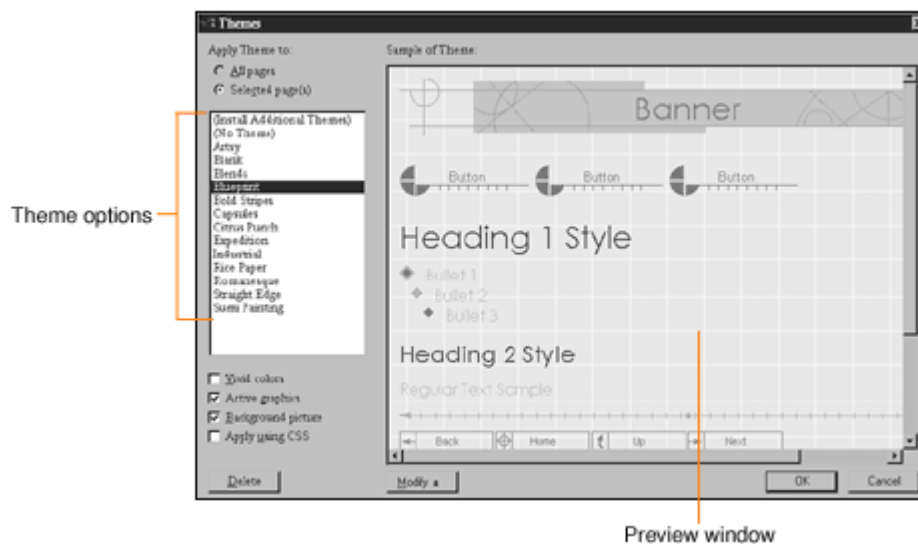 Themes
Apply Theme to:
All pages
Selected page(s)
(Install Additional Themes)
(No Theme)
Artsy
Blank
Blends
Blueprint
Bold Stripes
Capsules
Citrus Punch
Expedition
Industrial
Rice Paper
Romanesque
Straight Edge
Sumi Painting
Vivid colors
Active graphics
Background picture
Apply using CSS
Delete
Sample of Theme:
Banner
Button Button Button
Heading 1 Style
Bullet 1
Bullet 2
Bullet 3
Heading 2 Style
Regular Text Sample
Back Home Up Next
Modify
OK Cancel
Theme options
Preview window